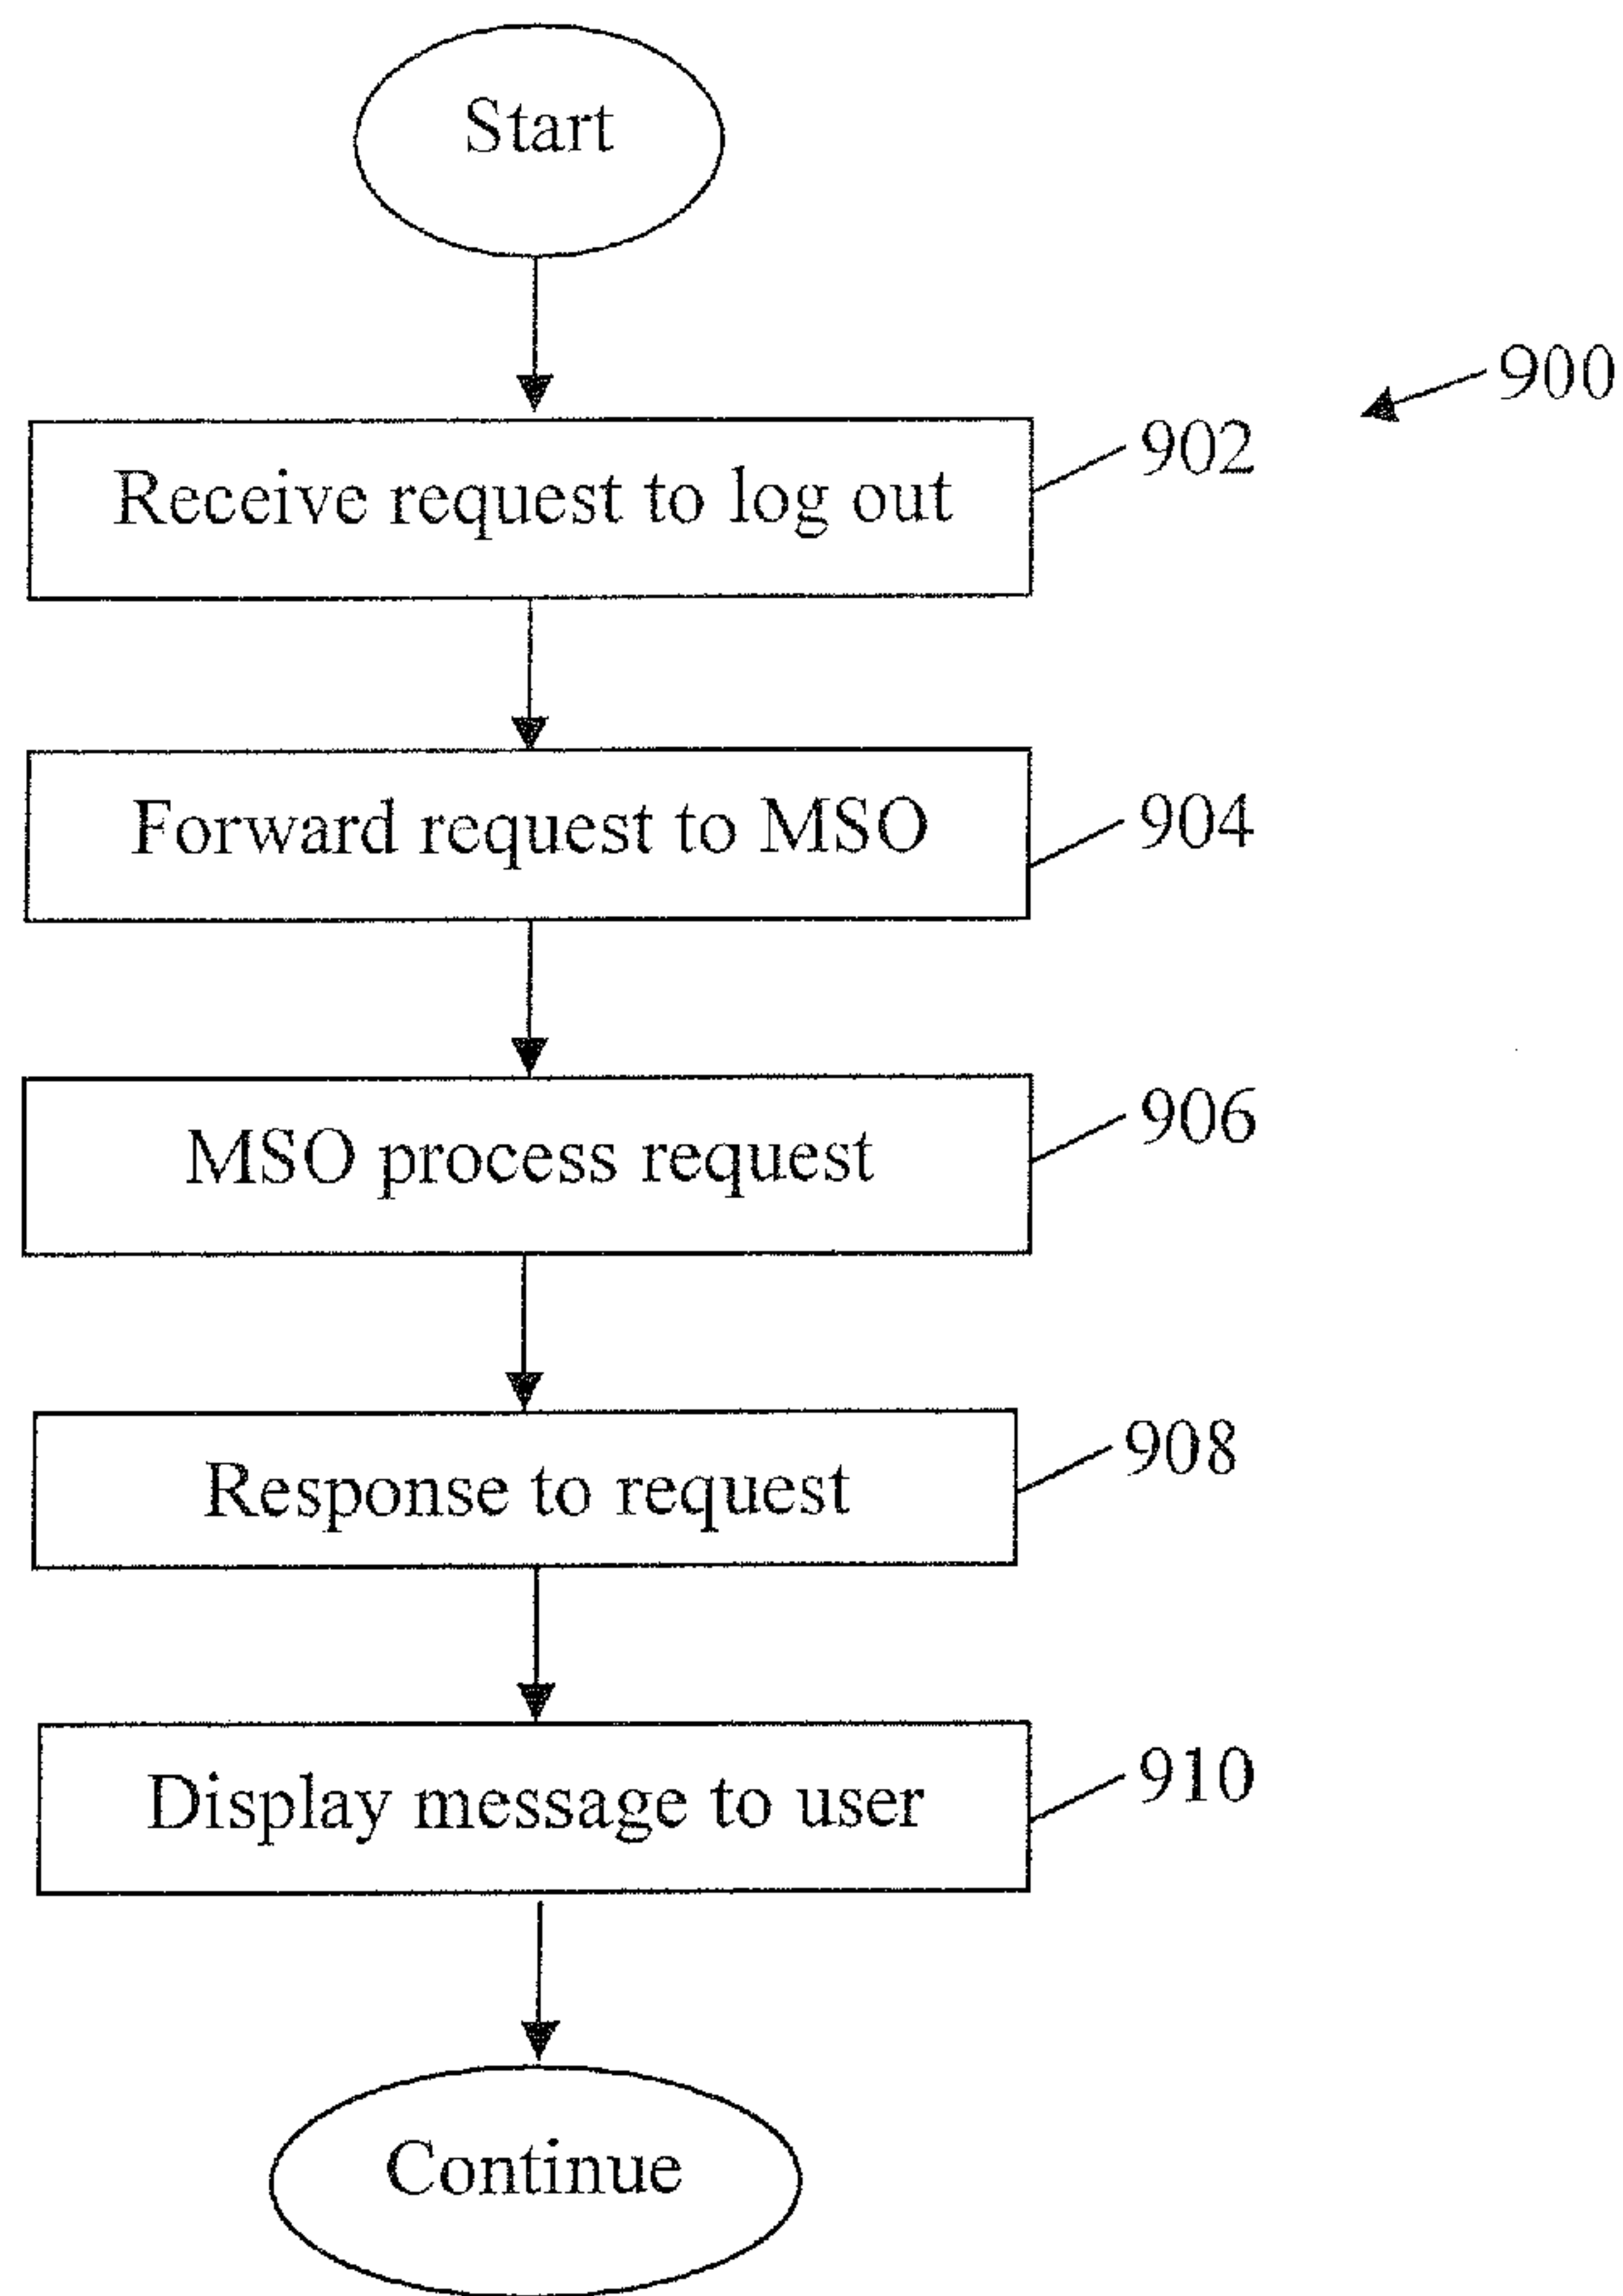 Start
900
902
Receive request to log out
904
Forward request to MSO
906
MSO process request
908
Response to request
910
Display message to user
Continue